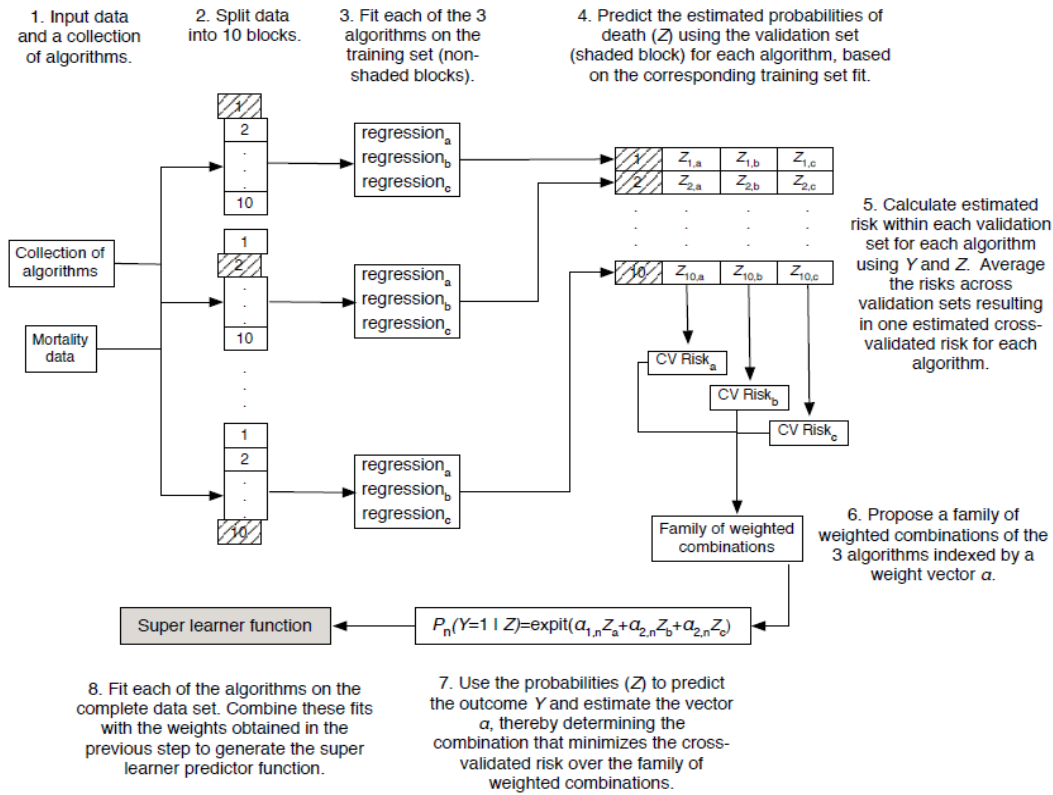 1. Input data
and a collection
of algorithms.
2. Split data
into 10 blocks.
3. Fit each of the 3
algorithms on the
training set (non-
shaded blocks).
4. Predict the estimated probabilities of
death (Z) using the validation set
(shaded block) for each algorithm, based
on the corresponding training set fit.
Collection of
algorithms
Mortality
data
1
2
.
.
.
10
1
2
.
.
.
10
.
.
.
.
1
2
.
.
.
10
regressionₐ
regression_b
regression_c
regressionₐ
regression_b
regression_c
regressionₐ
regression_b
regression_c
1 Z1,a Z1,b Z1,c
2 Z2,a Z2,b Z2,c
. . . .
. . . .
. . . .
10 Z10,a Z10,b Z10,c
5. Calculate estimated
risk within each validation
set for each algorithm
using Y and Z. Average
the risks across
validation sets resulting
in one estimated cross-
validated risk for each
algorithm.
CV Riskₐ
CV Risk_b
CV Risk_c
Family of weighted
combinations
6. Propose a family of
weighted combinations of the
3 algorithms indexed by a
weight vector α.
Super learner function
Pn(Y=1 | Z)=expit(α1,nZa+α2,nZb+α2,nZc)
8. Fit each of the algorithms on the
complete data set. Combine these fits
with the weights obtained in the
previous step to generate the super
learner predictor function.
7. Use the probabilities (Z) to predict
the outcome Y and estimate the vector
α, thereby determining the
combination that minimizes the cross-
validated risk over the family of
weighted combinations.